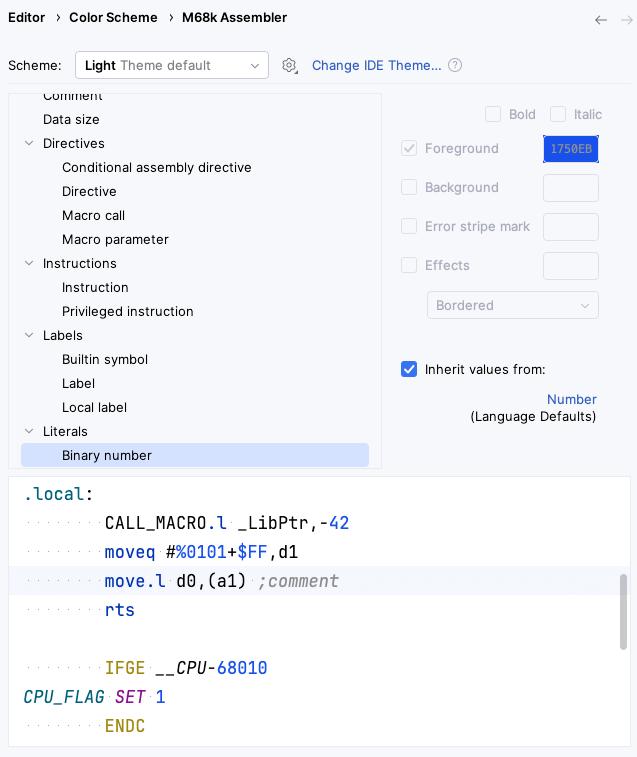 Editor › Color Scheme › M68k Assembler
Scheme: Light Theme default Change IDE Theme... ?
Comment
Data size
Directives
Conditional assembly directive
Directive
Macro call
Macro parameter
Instructions
Instruction
Privileged instruction
Labels
Builtin symbol
Label
Local label
Literals
Binary number
Bold Italic
Foreground 1750EB
Background
Error stripe mark
Effects
Bordered
Inherit values from:
Number
(Language Defaults)
.local:
CALL_MACRO.l _LibPtr,-42
moveq #%0101+$FF,d1
move.l d0,(a1) ;comment
rts
IFGE __CPU-68010
CPU_FLAG SET 1
ENDC